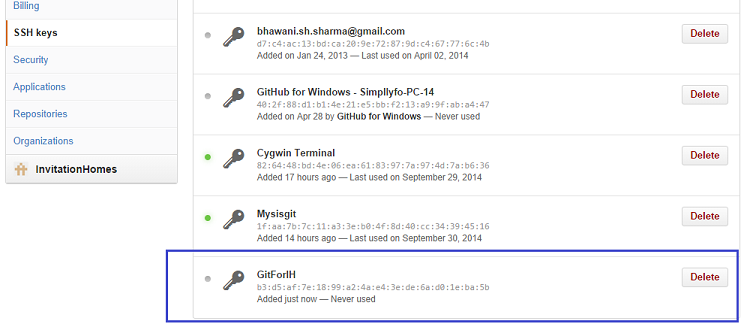 Billing
SSH keys
Security
Applications
Repositories
Organizations
InvitationHomes
bhawani.sh.sharma@gmail.com
d7:c4:ac:13:bd:ca:20:9e:72:87:9d:c4:67:77:6c:4b
Added on Jan 24, 2013 — Last used on April 02, 2014
Delete
GitHub for Windows - Simpllyfo-PC-14
40:2f:88:d1:b1:4e:21:e5:bb:f2:13:a9:9f:ab:a4:47
Added on Apr 28 by GitHub for Windows — Never used
Delete
Cygwin Terminal
82:64:48:bd:4e:06:ea:61:83:97:7a:97:4d:7a:b6:36
Added 17 hours ago — Last used on September 29, 2014
Delete
Mysisgit
1f:aa:7b:7c:11:a3:3e:b0:4f:8d:40:cc:34:39:45:16
Added 14 hours ago — Last used on September 30, 2014
Delete
GitForIH
b3:d5:af:7e:18:99:a2:4a:e4:3e:de:6a:d0:1e:ba:5b
Added just now — Never used
Delete